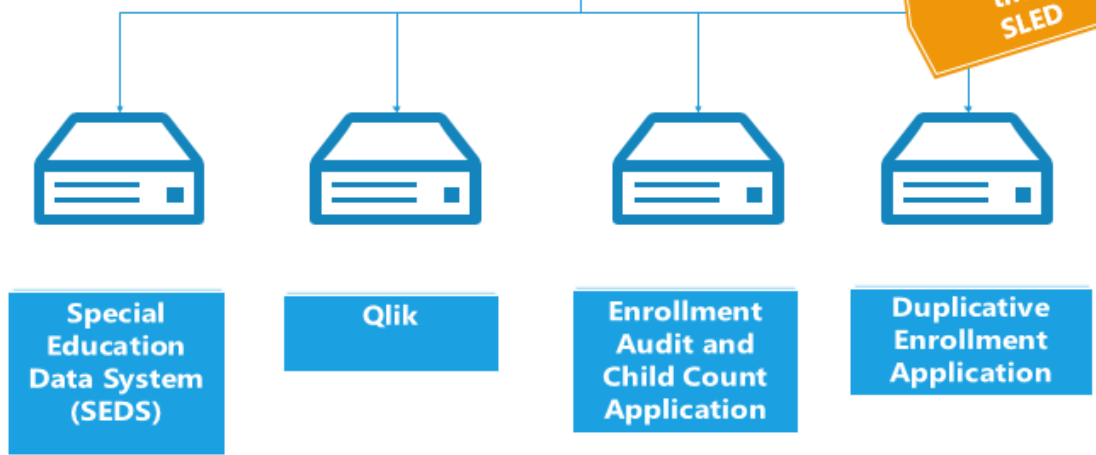 SLED
Special
Education
Data System
(SEDS)
Qlik
Enrollment
Audit and
Child Count
Application
Duplicative
Enrollment
Application